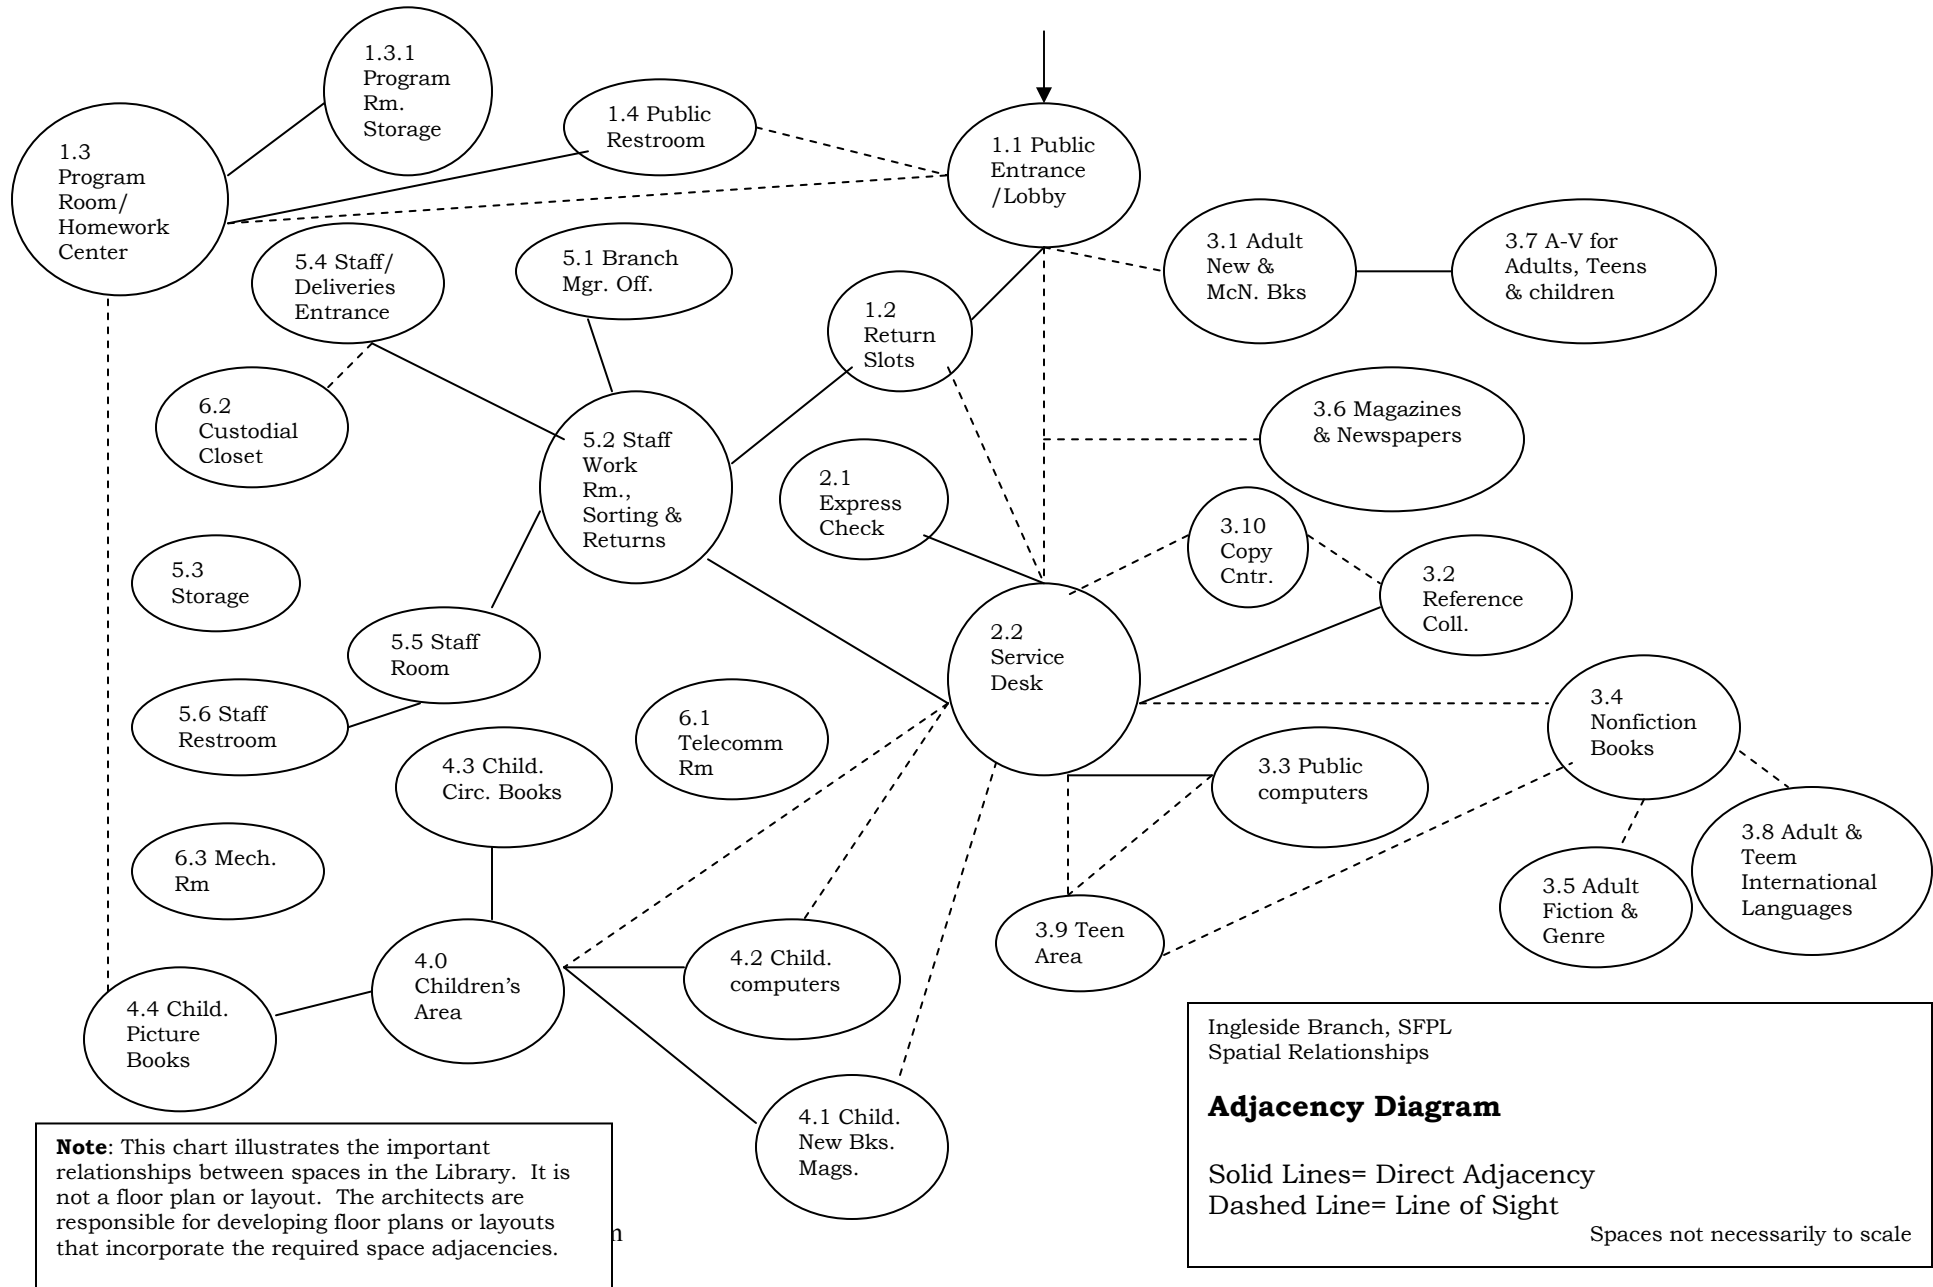 1.3.1
Program
Rm.
Storage
1.4 Public
Restroom
1.1 Public
Entrance
/Lobby
1.3
Program
Room/
Homework
Center
5.4 Staff/
Deliveries
Entrance
5.1 Branch
Mgr. Off.
3.1 Adult
New &
McN. Bks
3.7 A-V for
Adults, Teens
& children
1.2
Return
Slots
6.2
Custodial
Closet
5.2 Staff
Work
Rm.,
Sorting &
Returns
3.6 Magazines
& Newspapers
2.1
Express
Check
3.10
Copy
Cntr.
3.2
Reference
Coll.
5.3
Storage
5.5 Staff
Room
2.2
Service
Desk
5.6 Staff
Restroom
6.1
Telecomm
Rm
3.4
Nonfiction
Books
4.3 Child.
Circ. Books
3.3 Public
computers
6.3 Mech.
Rm
3.8 Adult &
Teem
International
Languages
3.5 Adult
Fiction &
Genre
4.0
Children's
Area
4.2 Child.
computers
3.9 Teen
Area
4.4 Child.
Picture
Books
4.1 Child.
New Bks.
Mags.
Note: This chart illustrates the important
relationships between spaces in the Library. It is
not a floor plan or layout. The architects are
responsible for developing floor plans or layouts
that incorporate the required space adjacencies.
Ingleside Branch, SFPL
Spatial Relationships
Adjacency Diagram
Solid Lines= Direct Adjacency
Dashed Line= Line of Sight
Spaces not necessarily to scale